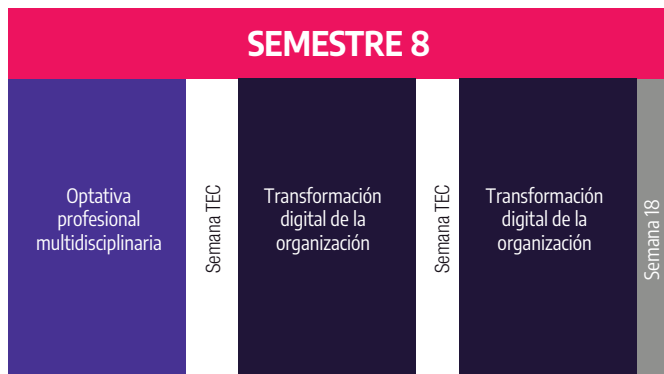 SEMESTRE 8
Optativa
profesional
multidisciplinaria
Semana TEC
Transformación
digital de la
organización
Semana TEC
Transformación
digital de la
organización
Semana 18